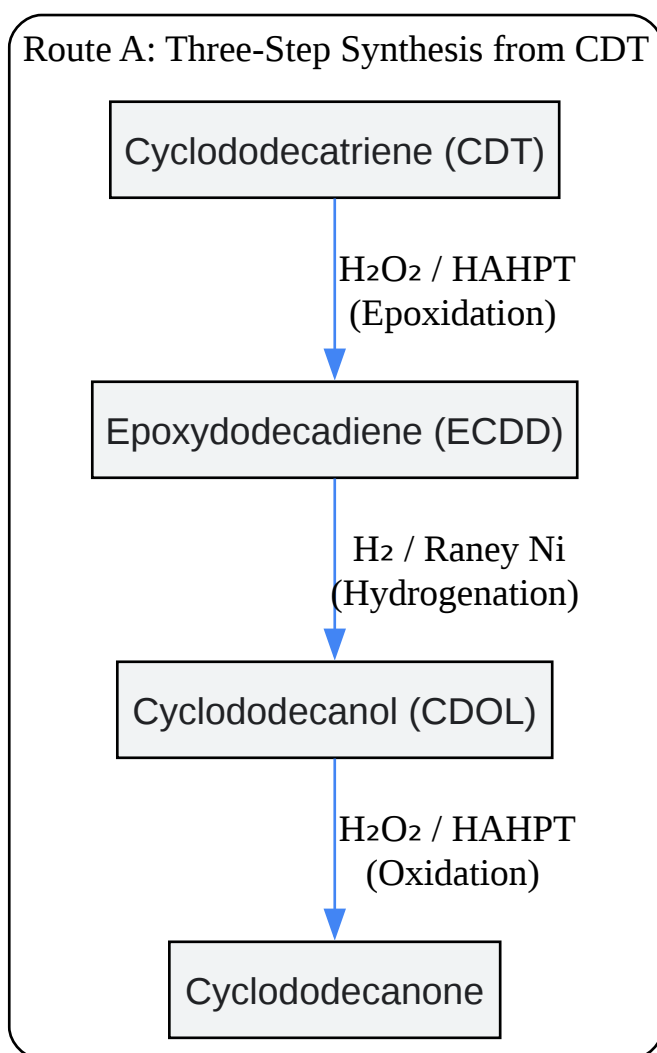 Route A: Three-Step Synthesis from CDT
Cyclododecatriene (CDT)
H₂O₂ / HAHPT
(Epoxidation)
Epoxydodecadiene (ECDD)
H₂ / Raney Ni
(Hydrogenation)
Cyclododecanol (CDOL)
H₂O₂ / HAHPT
(Oxidation)
Cyclododecanone